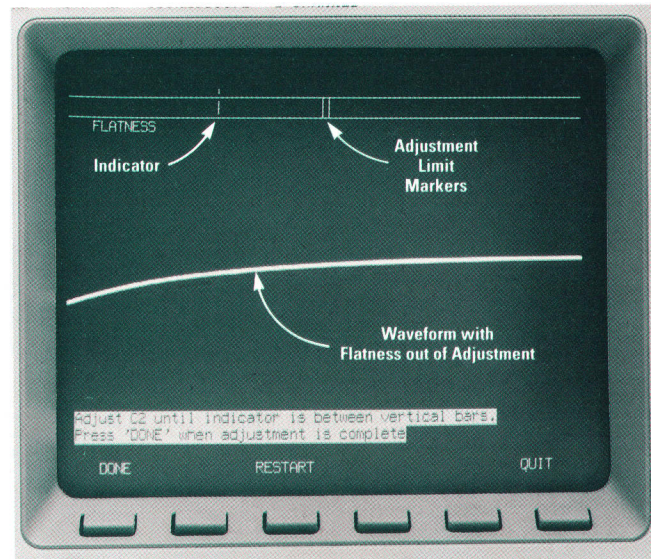 FLATNESS
Indicator
Adjustment
Limit
Markers
Waveform with
Flatness out of Adjustment
Adjust C2 until indicator is between vertical bars.
Press 'DONE' when adjustment is complete
DONE RESTART QUIT